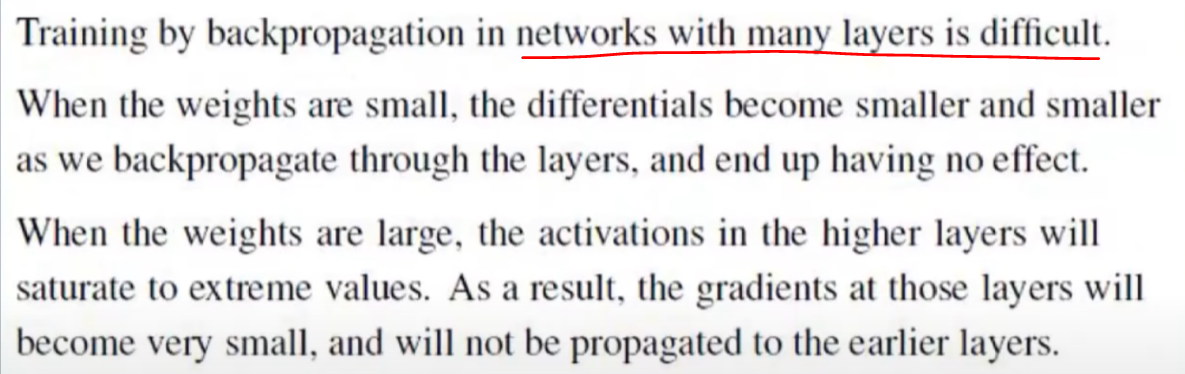 Training by backpropagation in networks with many layers is difficult.
When the weights are small, the differentials become smaller and smaller
as we backpropagate through the layers, and end up having no effect.
When the weights are large, the activations in the higher layers will
saturate to extreme values. As a result, the gradients at those layers will
become very small, and will not be propagated to the earlier layers.